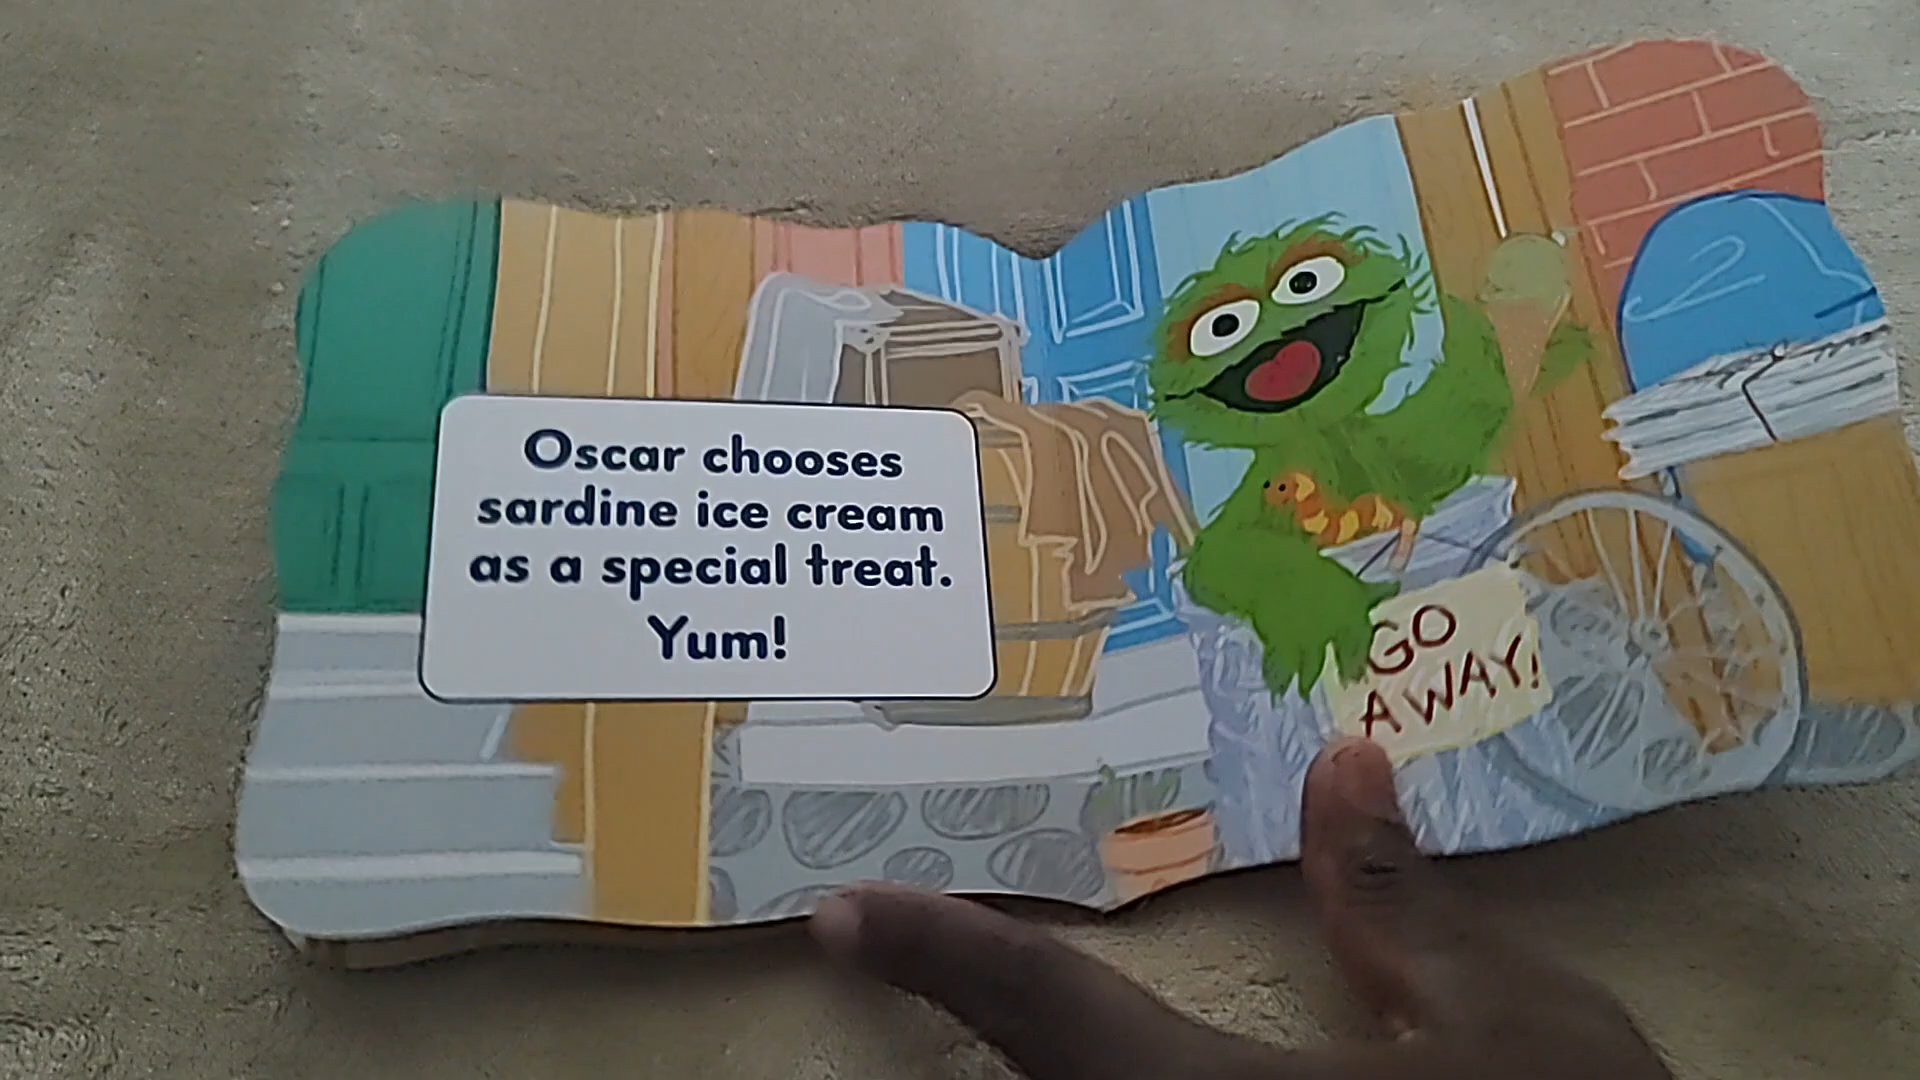 Oscar chooses
sardine ice cream
as a special treat.
Yum!
GO
AWAY!